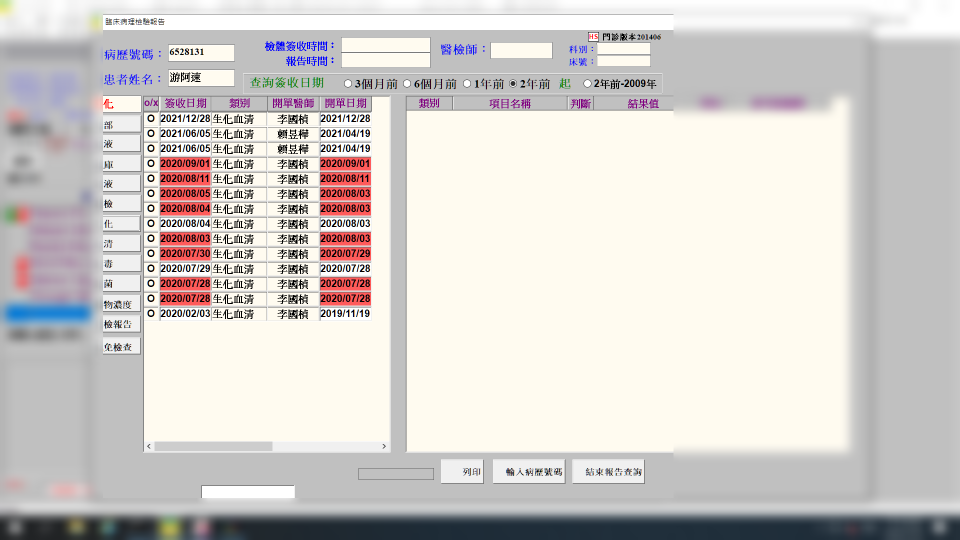 臨床病理檢驗報告
HS 門診版本201406
病歷號碼： 6528131 檢體簽收時間： 醫檢師： 科別：
報告時間： 床號：
患者姓名： 游阿速 查詢簽收日期 3個月前 6個月前 1年前 2年前 起 2年前-2009年
化 o/x 簽收日期 類別 開單醫師 開單日期 類別 項目名稱 判斷 結果值
O 2021/12/28 生化血清 李國楨 2021/12/28
部 O 2021/06/05 生化血清 賴昱樺 2021/04/19
液 O 2021/06/05 生化血清 賴昱樺 2021/04/19
庫 O 2020/09/01 生化血清 李國楨 2020/09/01
液 O 2020/08/11 生化血清 李國楨 2020/08/11
O 2020/08/05 生化血清 李國楨 2020/08/03
檢 O 2020/08/04 生化血清 李國楨 2020/08/03
化 O 2020/08/04 生化血清 李國楨 2020/08/03
清 O 2020/08/03 生化血清 李國楨 2020/08/03
O 2020/07/30 生化血清 李國楨 2020/07/29
毒 O 2020/07/29 生化血清 李國楨 2020/07/28
菌 O 2020/07/28 生化血清 李國楨 2020/07/28
物濃度 O 2020/07/28 生化血清 李國楨 2020/07/28
O 2020/02/03 生化血清 李國楨 2019/11/19
檢報告
免檢查
列印 輸入病歷號碼 結束報告查詢